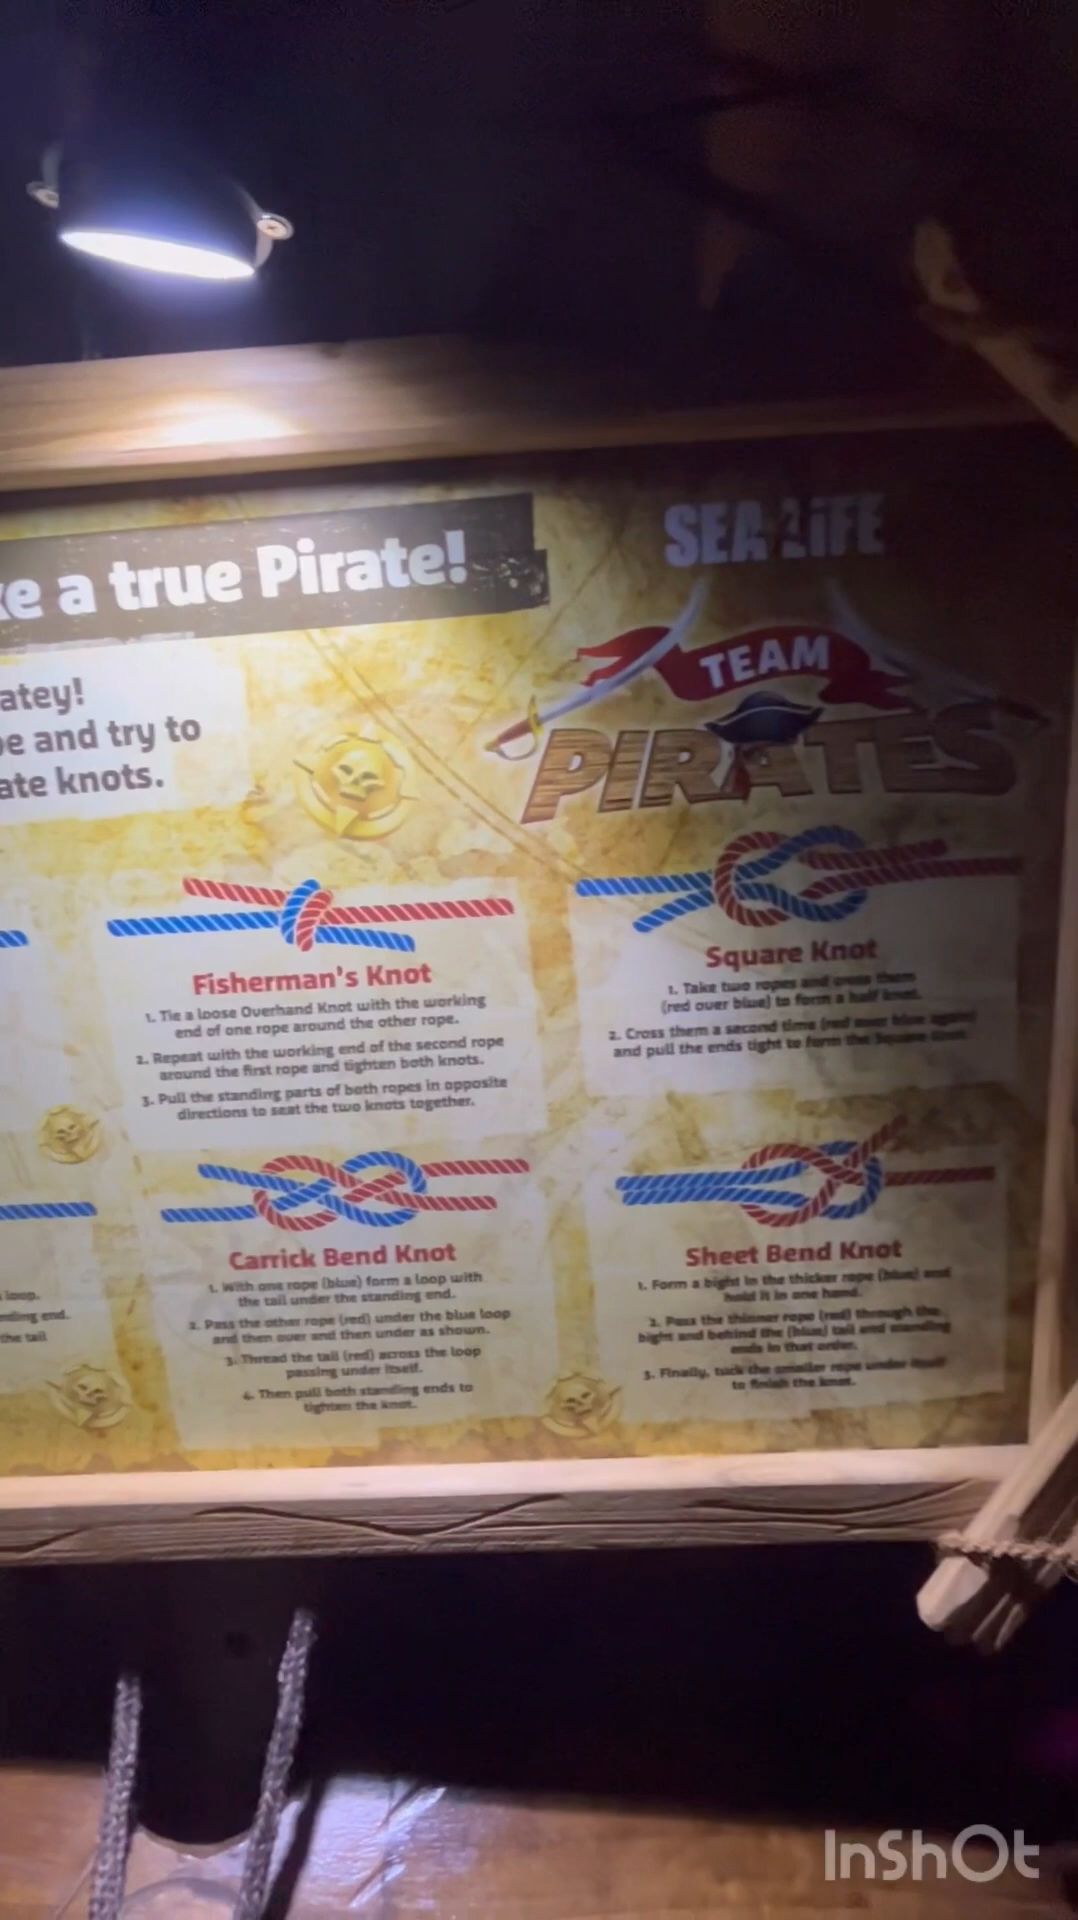 a true Pirate!
SEA LiFE
TEAM
PIRATES
atey!
and try to
ate knots.
Fisherman's Knot
1. Tie a loose Overhand Knot with the working
end of one rope around the other rope.
2. Repeat with the working end of the second rope
around the first rope and tighten both knots.
3. Pull the standing parts of both ropes in opposite
directions to seat the two knots together.
Square Knot
1. Take two ropes and cross them
(red over blue) to form a half knot.
2. Cross them a second time (red over blue again)
and pull the ends tight to form the Square Knot.
loop.
nding end.
the tail
Carrick Bend Knot
1. With one rope (blue) form a loop with
the tail under the standing end.
2. Pass the other rope (red) under the blue loop
and then over and then under as shown.
3. Thread the tail (red) across the loop
passing under itself.
4. Then pull both standing ends to
tighten the knot.
Sheet Bend Knot
1. Form a bight in the thicker rope (blue) and
hold it in one hand.
2. Pass the thinner rope (red) through the
bight and behind the (blue) tail and standing
ends in that order.
3. Finally, tuck the smaller rope under itself
to finish the knot.
InShOt